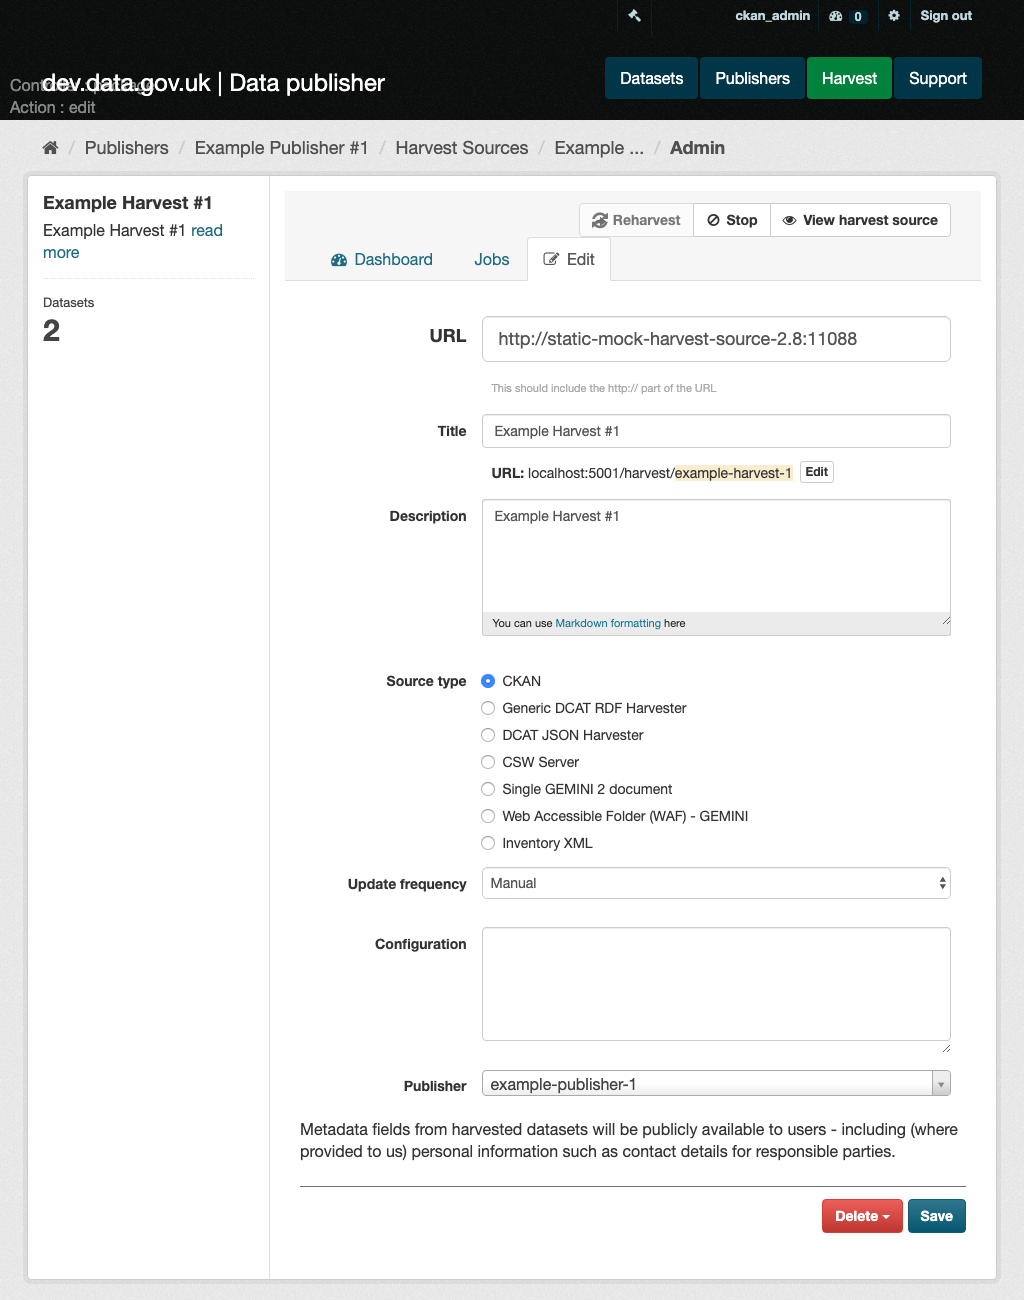 ckan_admin 0 Sign out
dev.data.gov.uk | Data publisher
Datasets Publishers Harvest Support
Action : edit
/ Publishers / Example Publisher #1 / Harvest Sources / Example ... / Admin
Example Harvest #1
Example Harvest #1 read
more
Datasets
2
Reharvest Stop View harvest source
Dashboard Jobs Edit
URL http://static-mock-harvest-source-2.8:11088
This should include the http:// part of the URL
Title Example Harvest #1
URL: localhost:5001/harvest/example-harvest-1 Edit
Description Example Harvest #1
You can use Markdown formatting here
Source type CKAN
Generic DCAT RDF Harvester
DCAT JSON Harvester
CSW Server
Single GEMINI 2 document
Web Accessible Folder (WAF) - GEMINI
Inventory XML
Update frequency Manual
Configuration
Publisher example-publisher-1
Metadata fields from harvested datasets will be publicly available to users - including (where
provided to us) personal information such as contact details for responsible parties.
Delete Save